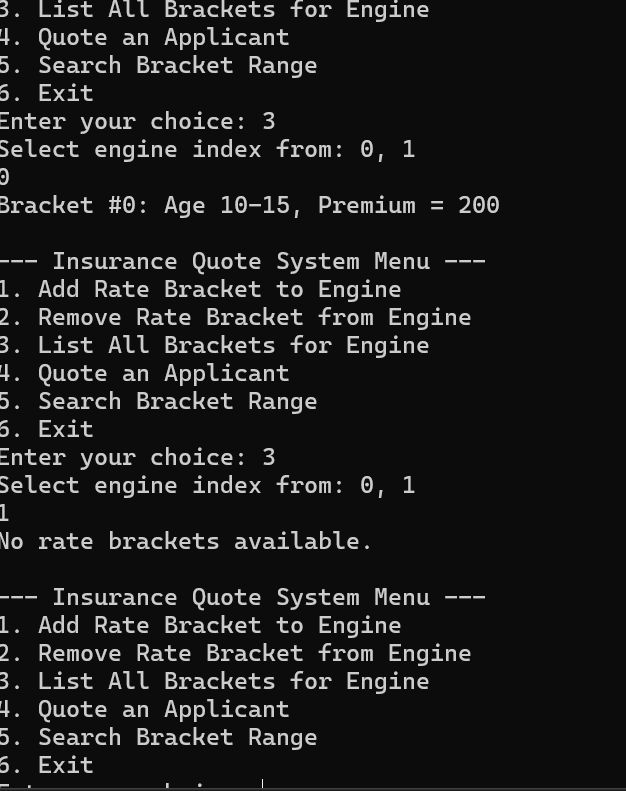 3. List All Brackets for Engine
4. Quote an Applicant
5. Search Bracket Range
6. Exit
Enter your choice: 3
Select engine index from: 0, 1
0
Bracket #0: Age 10-15, Premium = 200
--- Insurance Quote System Menu ---
1. Add Rate Bracket to Engine
2. Remove Rate Bracket from Engine
3. List All Brackets for Engine
4. Quote an Applicant
5. Search Bracket Range
6. Exit
Enter your choice: 3
Select engine index from: 0, 1
1
No rate brackets available.
--- Insurance Quote System Menu ---
1. Add Rate Bracket to Engine
2. Remove Rate Bracket from Engine
3. List All Brackets for Engine
4. Quote an Applicant
5. Search Bracket Range
6. Exit